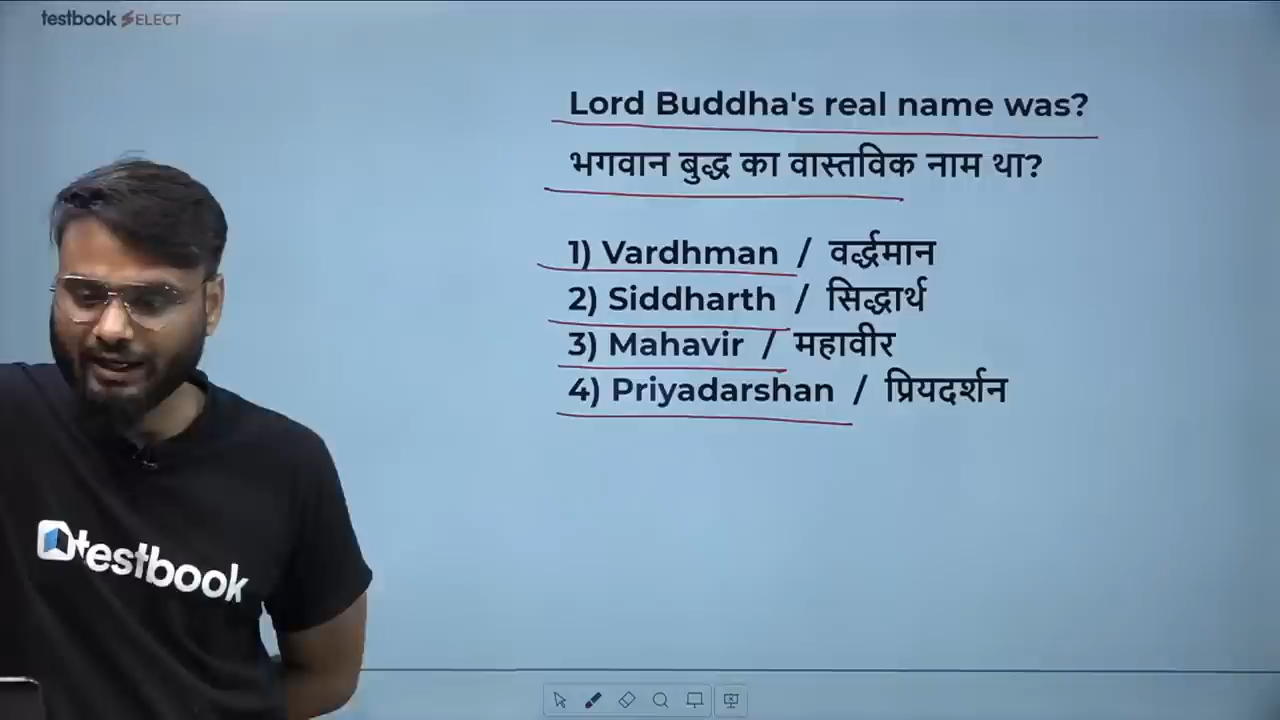 testbook SELECT
Lord Buddha's real name was?
भगवान बुद्ध का वास्तविक नाम था?
1) Vardhman / वर्द्धमान
2) Siddharth / सिद्धार्थ
3) Mahavir / महावीर
4) Priyadarshan / प्रियदर्शन
testbook